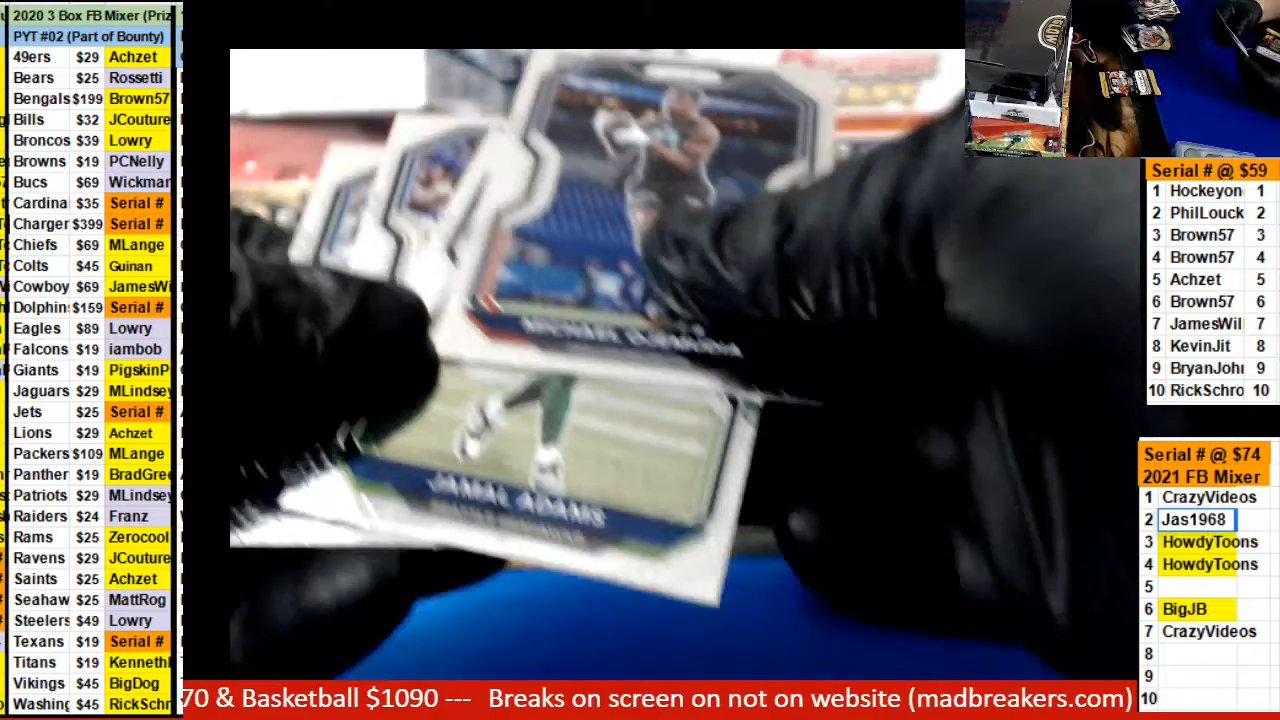 2020 3 Box FB Mixer (Priz
PYT #02 (Part of Bounty)
49ers $29 Achzet
Bears $25 Rossetti
Bengals $199 Brown57
Bills $32 JCouture
Broncos $39 Lowry
Browns $19 PCNelly
Bucs $69 Wickman
Cardina $35 Serial #
Charger $399 Serial #
Chiefs $69 MLange
Colts $45 Guinan
Cowboy $69 JamesWi
Dolphin $159 Serial #
Eagles $89 Lowry
Falcons $19 iambob
Giants $19 PigskinP
Jaguars $29 MLindsey
Jets $25 Serial #
Lions $29 Achzet
Packers $109 MLange
Panther $19 BradGree
Patriots $29 MLindsey
Raiders $24 Franz
Rams $25 Zerocool
Ravens $29 JCouture
Saints $25 Achzet
Seahaw $25 MattRog
Steelers $49 Lowry
Texans $19 Serial #
Titans $19 Kennethl
Vikings $45 BigDog
Washing $45 RickSchr
JAMAL ADAMS
Serial # @ $59
1 Hockeyon 1
2 PhilLouck 2
3 Brown57 3
4 Brown57 4
5 Achzet 5
6 Brown57 6
7 JamesWil 7
8 KevinJit 8
9 BryanJohn 9
10 RickSchro 10
Serial # @ $74
2021 FB Mixer
1 CrazyVideos
2 Jas1968
3 HowdyToons
4 HowdyToons
5
6 BigJB
7 CrazyVideos
8
9
10
70 & Basketball $1090 --- Breaks on screen on not on website (madbreakers.com)